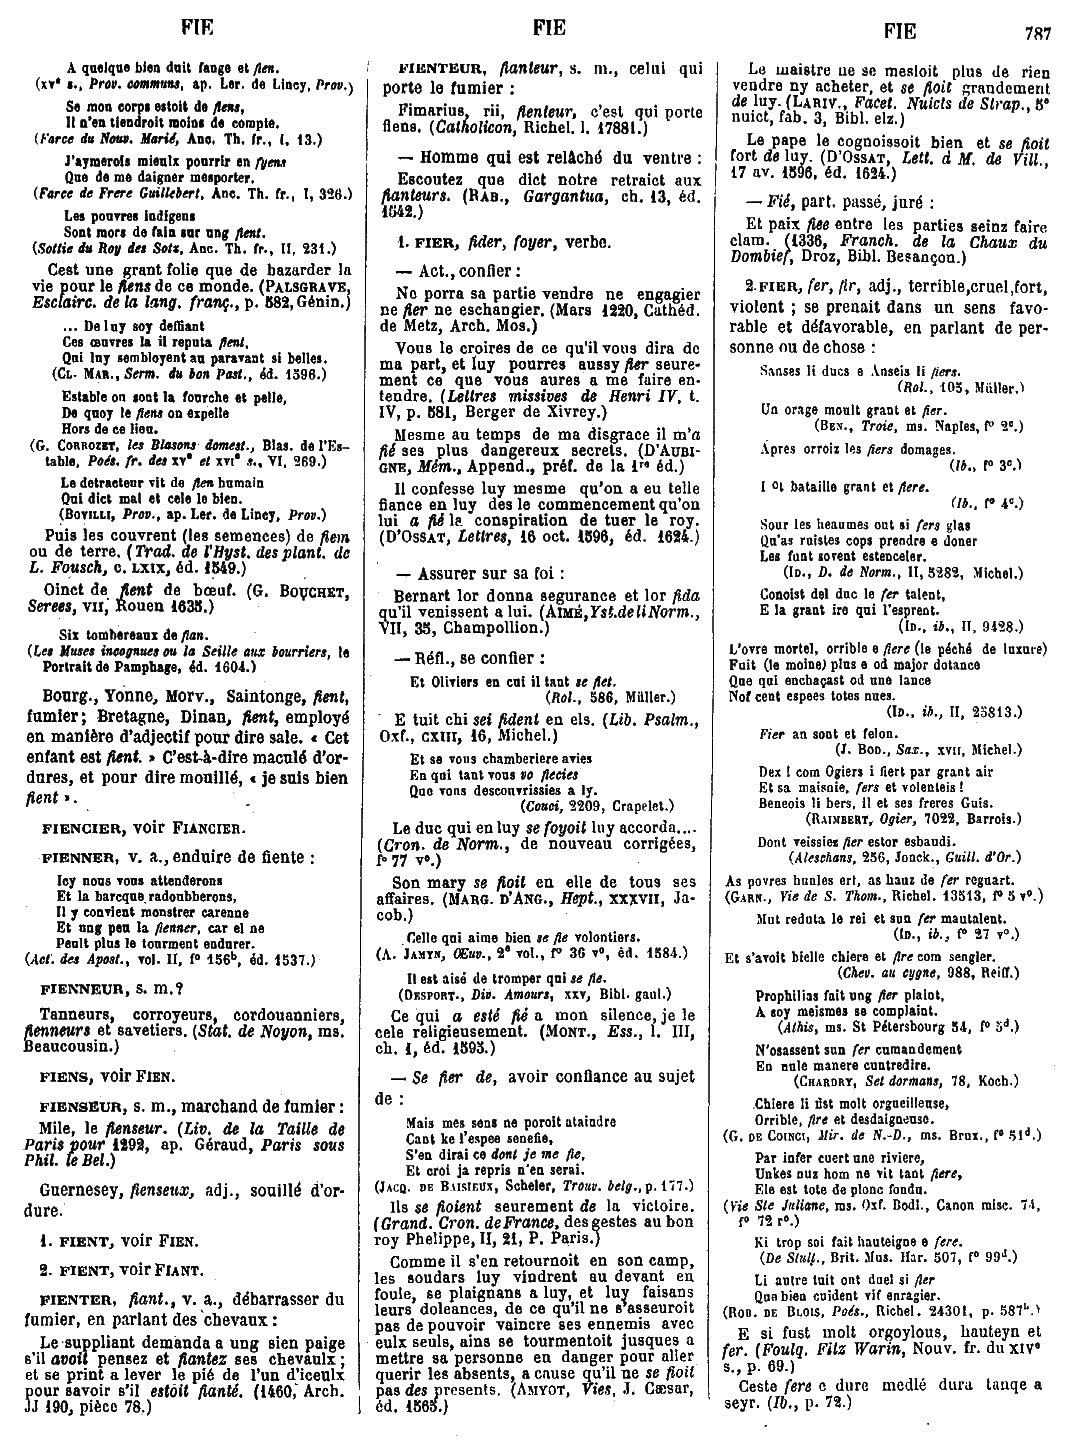 FIE
FIE
FIE
787
A quelque bien duit fange et fien.
(XVe s., Prov. communs, ap. Ler. de Lincy, Prov.)
Se mon corps estoit de fiens,
Il n'en tiendroit moins de compte.
(Farce du Nouv. Marié, Anc. Th. fr., I, 13.)
J'aymerois mieulx pourrir en fyens
Que de me daigner mesporter.
(Farce de Frere Guillebert, Anc. Th. fr., I, 326.)
Les pouvres indigens
Sont mors de fain sur ung fient.
(Sottie du Roy des Sotz, Anc. Th. fr., II, 231.)
Cest une grant folie que de hazarder la
vie pour le fiens de ce monde. (PALSGRAVE,
Esclairc. de la lang. franç., p. 582, Génin.)
... De luy soy deffiant
Ces œuvres la il reputa fient,
Qui luy sembloyent au paravant si belles.
(CL. MAR., Serm. du bon Past., éd. 1596.)
Estable on sont la fourche et pelle,
De quoy le fiens on expelle
Hors de ce lieu.
(G. CORROZET, les Blasons domest., Blas. de l'Es-
table, Poés. fr. des XVe et XVIe s., VI, 269.)
Le detracteur vit de fien humain
Qui dict mal et cele le bien.
(BOVILLI, Prov., ap. Ler. de Lincy, Prov.)
Puis les couvrent (les semences) de fiem
ou de terre. (Trad. de l'Hyst. des plant. de
L. Fousch, c. LXIX, éd. 1549.)
Oinct de fient de bœuf. (G. BOUCHET,
Serees, VII, Rouen 1635.)
Six tombereaux de fian.
(Les Muses incognues ou la Seille aux bourriers, le
Portrait de Pamphage, éd. 1604.)
Bourg., Yonne, Morv., Saintonge, fient,
fumier; Bretagne, Dinan, fient, employé
en manière d'adjectif pour dire sale. « Cet
enfant est fient. » C'est-à-dire maculé d'or-
dures, et pour dire mouillé, « je suis bien
fient ».
FIENCIER, voir FIANCIER.
FIENNER, v. a., enduire de fiente :
Icy nous vous attenderons
Et la barcque radoubberons,
Il y convient monstrer carenne
Et ung peu la fienner, car el ne
Peult plus le tourment endurer.
(Act. des Apost., vol. II, fo 156b, éd. 1537.)
FIENNEUR, s. m.?
Tanneurs, corroyeurs, cordouanniers,
fienneurs et savetiers. (Stat. de Noyon, ms.
Beaucousin.)
FIENS, voir FIEN.
FIENSEUR, s. m., marchand de fumier :
Mile, le fienseur. (Liv. de la Taille de
Paris pour 1292, ap. Géraud, Paris sous
Phil. le Bel.)
Guernesey, fienseux, adj., souillé d'or-
dure.
1. FIENT, voir FIEN.
2. FIENT, voir FIANT.
FIENTER, fiant., v. a., débarrasser du
fumier, en parlant des chevaux :
Le suppliant demanda a ung sien paige
s'il avoit pensez et fiantez ses chevaulx ;
et se print a lever le pié de l'un d'iceulx
pour savoir s'il estoit fianté. (1460, Arch.
JJ 190, pièce 78.)
FIENTEUR, fianteur, s. m., celui qui
porte le fumier :
Fimarius, rii, fienteur, c'est qui porte
fiens. (Catholicon, Richel. l. 17881.)
— Homme qui est relâché du ventre :
Escoutez que dict notre retraict aux
fianteurs. (RAB., Gargantua, ch. 13, éd.
1542.)
1. FIER, fider, foyer, verbe.
— Act., confier :
Ne porra sa partie vendre ne engagier
ne fier ne eschangier. (Mars 1220, Cathéd.
de Metz, Arch. Mos.)
Vous le croires de ce qu'il vous dira de
ma part, et luy pourres aussy fier seure-
ment ce que vous aures a me faire en-
tendre. (Lettres missives de Henri IV, t.
IV, p. 581, Berger de Xivrey.)
Mesme au temps de ma disgrace il m'a
fié ses plus dangereux secrets. (D'AUBI-
GNE, Mém., Append., préf. de la 1re éd.)
Il confesse luy mesme qu'on a eu telle
fiance en luy des le commencement qu'on
lui a fié la conspiration de tuer le roy.
(D'OSSAT, Lettres, 16 oct. 1596, éd. 1624.)
— Assurer sur sa foi :
Bernart lor donna segurance et lor fida
qu'il venissent a lui. (AIMÉ, Yst. de li Norm.,
VII, 35, Champollion.)
— Réfl., se confier :
Et Oliviers en cui il tant se fiet.
(Rol., 586, Müller.)
E tuit chi sei fident en els. (Lib. Psalm.,
Oxf., CXIII, 16, Michel.)
Et se vous chamberiere avies
En qui tant vous vo fiecies
Que vous descouvrissies a ly.
(Couci, 2209, Crapelet.)
Le duc qui en luy se foyoit luy accorda....
(Cron. de Norm., de nouveau corrigées,
fo 77 vo.)
Son mary se fioit en elle de tous ses
affaires. (MARG. D'ANG., Hept., XXXVII, Ja-
cob.)
Celle qui aime bien se fie volontiers.
(A. JAMYN, Œuv., 2e vol., fo 36 vo, éd. 1584.)
Il est aisé de tromper qui se fie.
(DESPORT., Div. Amours, XXV, Bibl. gaul.)
Ce qui a esté fié a mon silence, je le
cele religieusement. (MONT., Ess., l. III,
ch. 1, éd. 1595.)
— Se fier de, avoir confiance au sujet
de :
Mais mes sens ne poroit ataindre
Cant ke l'espee senefie,
S'en dirai ce dont je me fie,
Et croi ja repris n'en serai.
(JACQ. DE BAISIEUX, Scheler, Trouv. belg., p. 177.)
Ils se fioient seurement de la victoire.
(Grand. Cron. de France, des gestes au bon
roy Phelippe, II, 21, P. Paris.)
Comme il s'en retournoit en son camp,
les soudars luy vindrent au devant en
foule, se plaignans a luy, et luy faisans
leurs doleances, de ce qu'il ne s'asseuroit
pas de pouvoir vaincre ses ennemis avec
eulx seuls, ains se tourmentoit jusques a
mettre sa personne en danger pour aller
querir les absents, a cause qu'il ne se fioit
pas des presents. (AMYOT, Vies, J. Cæsar,
éd. 1565.)
Le maistre ne se mesloit plus de rien
vendre ny acheter, et se fioit grandement
de luy. (LARIV., Facet. Nuicts de Strap., 5e
nuict, fab. 3, Bibl. elz.)
Le pape le cognoissoit bien et se fioit
fort de luy. (D'OSSAT, Lett. à M. de Vill.,
17 av. 1596, éd. 1624.)
— Fié, part. passé, juré :
Et paix fiee entre les parties seinz faire
clam. (1336, Franch. de la Chaux du
Dombief, Droz, Bibl. Besançon.)
2. FIER, fer, fir, adj., terrible, cruel, fort,
violent ; se prenait dans un sens favo-
rable et défavorable, en parlant de per-
sonne ou de chose :
Sanses li ducs e Anseis li fiers.
(Rol., 105, Müller.)
Un orage moult grant et fier.
(BEN., Troie, ms. Naples, fo 2c.)
Apres orroiz les fiers domages.
(Ib., fo 3c.)
I ot bataille grant et fiere.
(Ib., fo 4c.)
Sour les heaumes ont si fers glas
Qu'as ruistes cops prendre e doner
Les funt sovent estenceler.
(ID., D. de Norm., II, 5282, Michel.)
Conoist del duc le fer talent,
E la grant ire qui l'esprent.
(ID., ib., II, 9428.)
L'ovre mortel, orrible e fiere (le péché de luxure)
Fuit (le moine) plus e od major dotance
Que qui enchaçast od une lance
Nof cent espees totes nues.
(ID., ib., II, 25813.)
Fier an sont et felon.
(J. BOD., Sax., XVII, Michel.)
Dex ! com Ogiers i fiert par grant air
Et sa maisnie, fers et volenteis !
Beneois li bers, il et ses freres Guis.
(RAIMBERT, Ogier, 7022, Barrois.)
Dont veissiez fier estor esbaudi.
(Aleschans, 256, Jonck., Guill. d'Or.)
As povres hunles ert, as hauz de fer reguart.
(GARN., Vie de S. Thom., Richel. 13513, fo 5 vo.)
Mut reduta le rei et sun fer mautalent.
(ID., ib., fo 27 vo.)
Et s'avoit bielle chiere et fire com sengler.
(Chev. au cygne, 988, Reiff.)
Prophilias fait ung fier plaint,
A soy meismes se complaint.
(Athis, ms. St Pétersbourg 54, fo 5d.)
N'osassent sun fer cumandement
En nule manere cuntredire.
(CHARDRY, Set dormans, 78, Koch.)
Chiere li fist molt orgueilleuse,
Orrible, fire et desdaigneuse.
(G. DE COINCI, Mir. de N.-D., ms. Brux., fo 51d.)
Par infer cuert une riviere,
Unkes nuz hom ne vit tant fiere,
Ele est tote de plonc fondu.
(Vie Ste Juliane, ms. Oxf. Bodl., Canon misc. 74,
fo 72 ro.)
Ki trop soi fait hauteigne e fere.
(De Stult., Brit. Mus. Har. 507, fo 99d.)
Li autre tuit ont duel si fier
Que bien cuident vif enragier.
(ROB. DE BLOIS, Poés., Richel. 24301, p. 587b.)
E si fust molt orgoylous, hauteyn et
fer. (Foulq. Filz Warin, Nouv. fr. du XIVe
s., p. 69.)
Ceste fere e dure medlé dura tanqe a
seyr. (Ib., p. 72.)